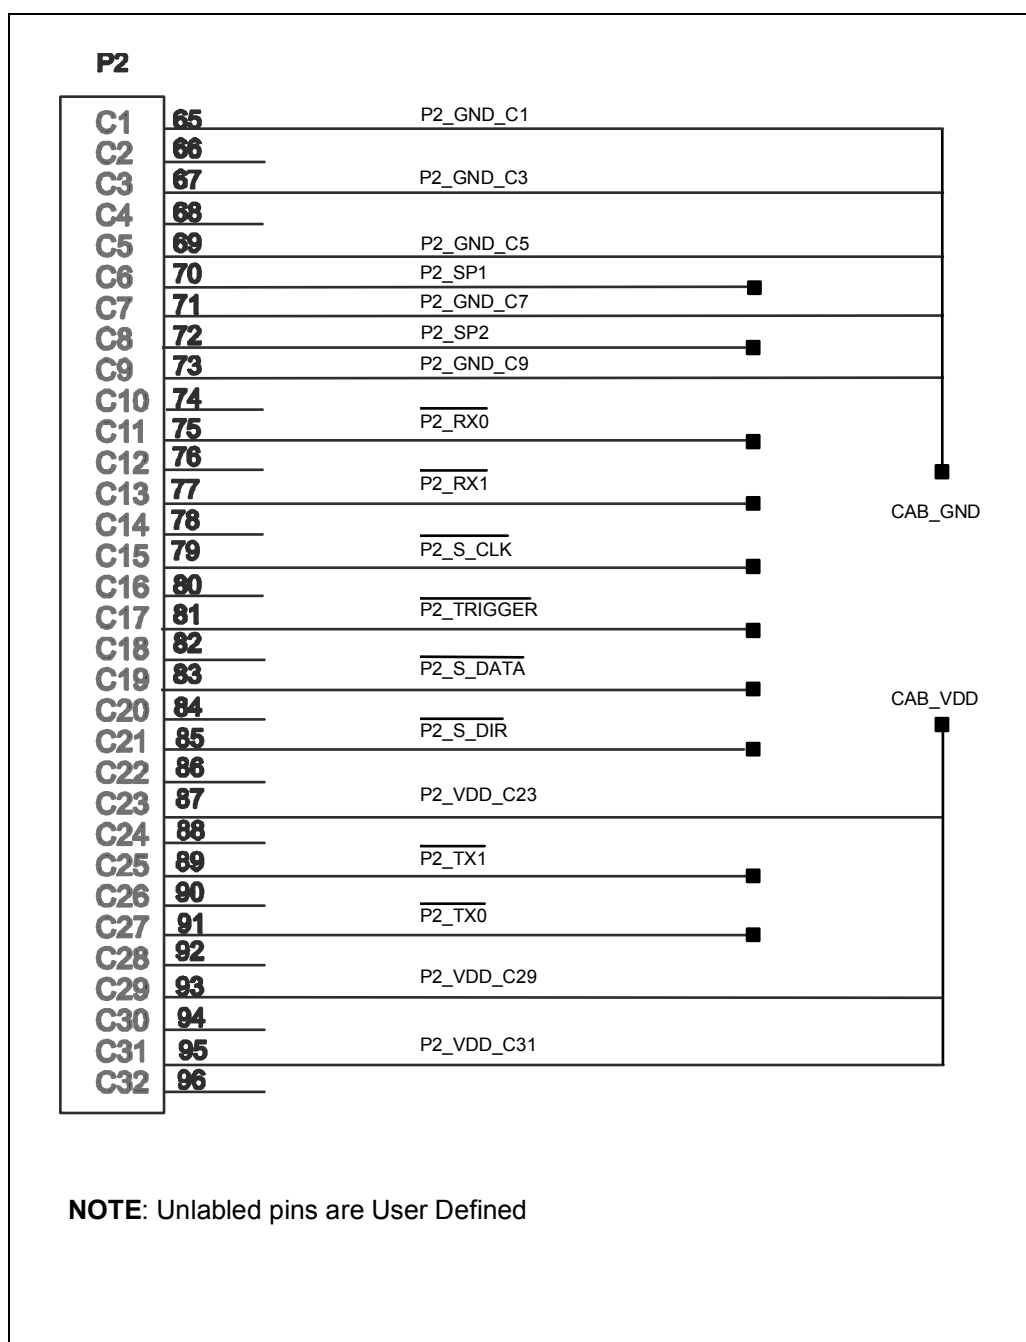 P2
C1 65 P2_GND_C1
C2 66
C3 67 P2_GND_C3
C4 68
C5 69 P2_GND_C5
C6 70 P2_SP1
C7 71 P2_GND_C7
C8 72 P2_SP2
C9 73 P2_GND_C9
C10 74
C11 75 P2_RX0
C12 76
C13 77 P2_RX1
CAB_GND
C14 78
C15 79 P2_S_CLK
C16 80
C17 81 P2_TRIGGER
C18 82
C19 83 P2_S_DATA
CAB_VDD
C20 84
C21 85 P2_S_DIR
C22 86
C23 87 P2_VDD_C23
C24 88
C25 89 P2_TX1
C26 90
C27 91 P2_TX0
C28 92
C29 93 P2_VDD_C29
C30 94
C31 95 P2_VDD_C31
C32 96
NOTE: Unlabled pins are User Defined